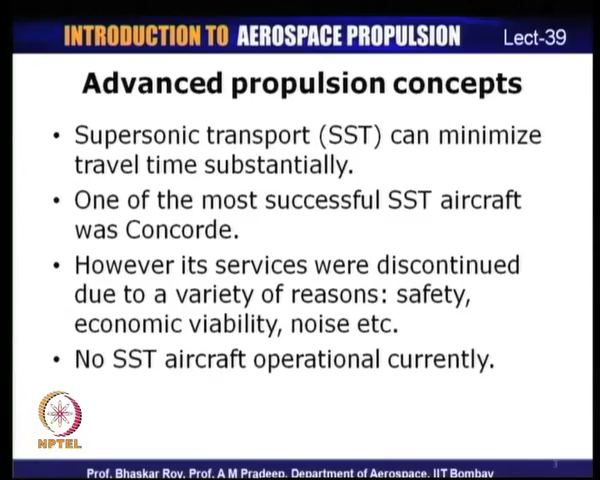 INTRODUCTION TO AEROSPACE PROPULSION Lect-39
Advanced propulsion concepts
• Supersonic transport (SST) can minimize
travel time substantially.
• One of the most successful SST aircraft
was Concorde.
• However its services were discontinued
due to a variety of reasons: safety,
economic viability, noise etc.
• No SST aircraft operational currently.
NPTEL
3
Prof. Bhaskar Roy, Prof. A M Pradeep, Department of Aerospace, IIT Bombay